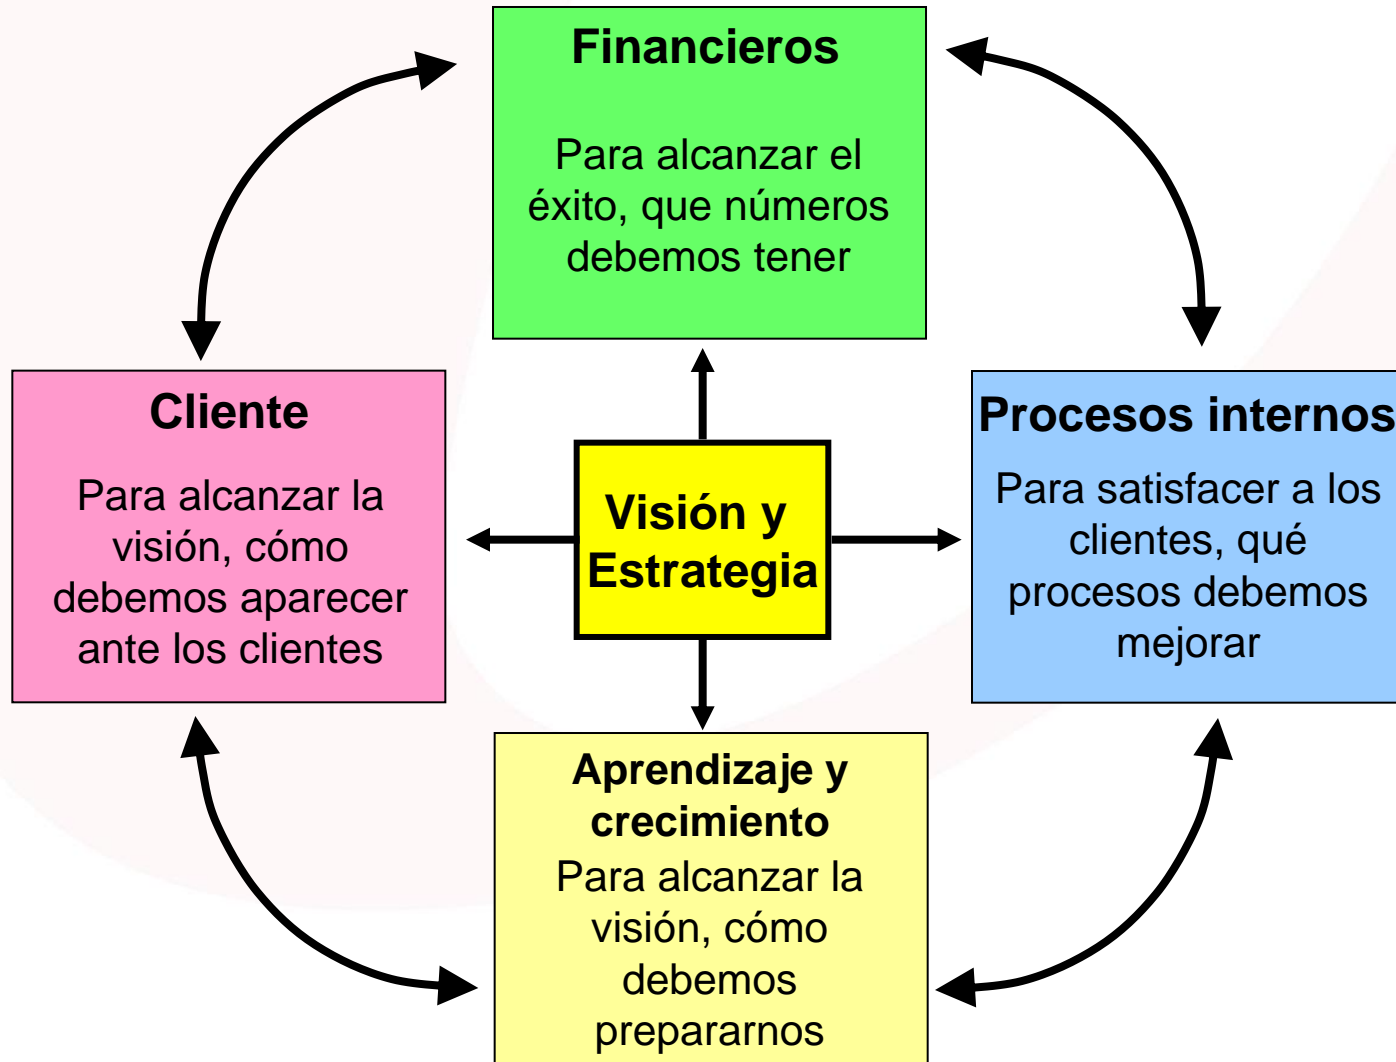 Financieros
Para alcanzar el
éxito, que números
debemos tener
Cliente
Para alcanzar la
visión, cómo
debemos aparecer
ante los clientes
Visión y
Estrategia
Procesos internos
Para satisfacer a los
clientes, qué
procesos debemos
mejorar
Aprendizaje y
crecimiento
Para alcanzar la
visión, cómo
debemos
prepararnos